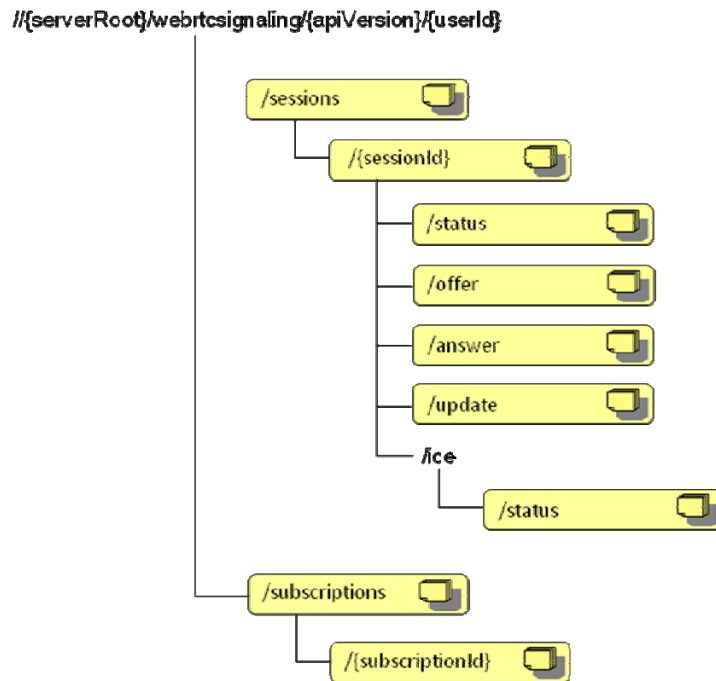 //{serverRoot}/webrtcsignaling/{apiVersion}/{userId}
/sessions
/{sessionId}
/status
/offer
/answer
/update
/ice
/status
/subscriptions
/{subscriptionId}